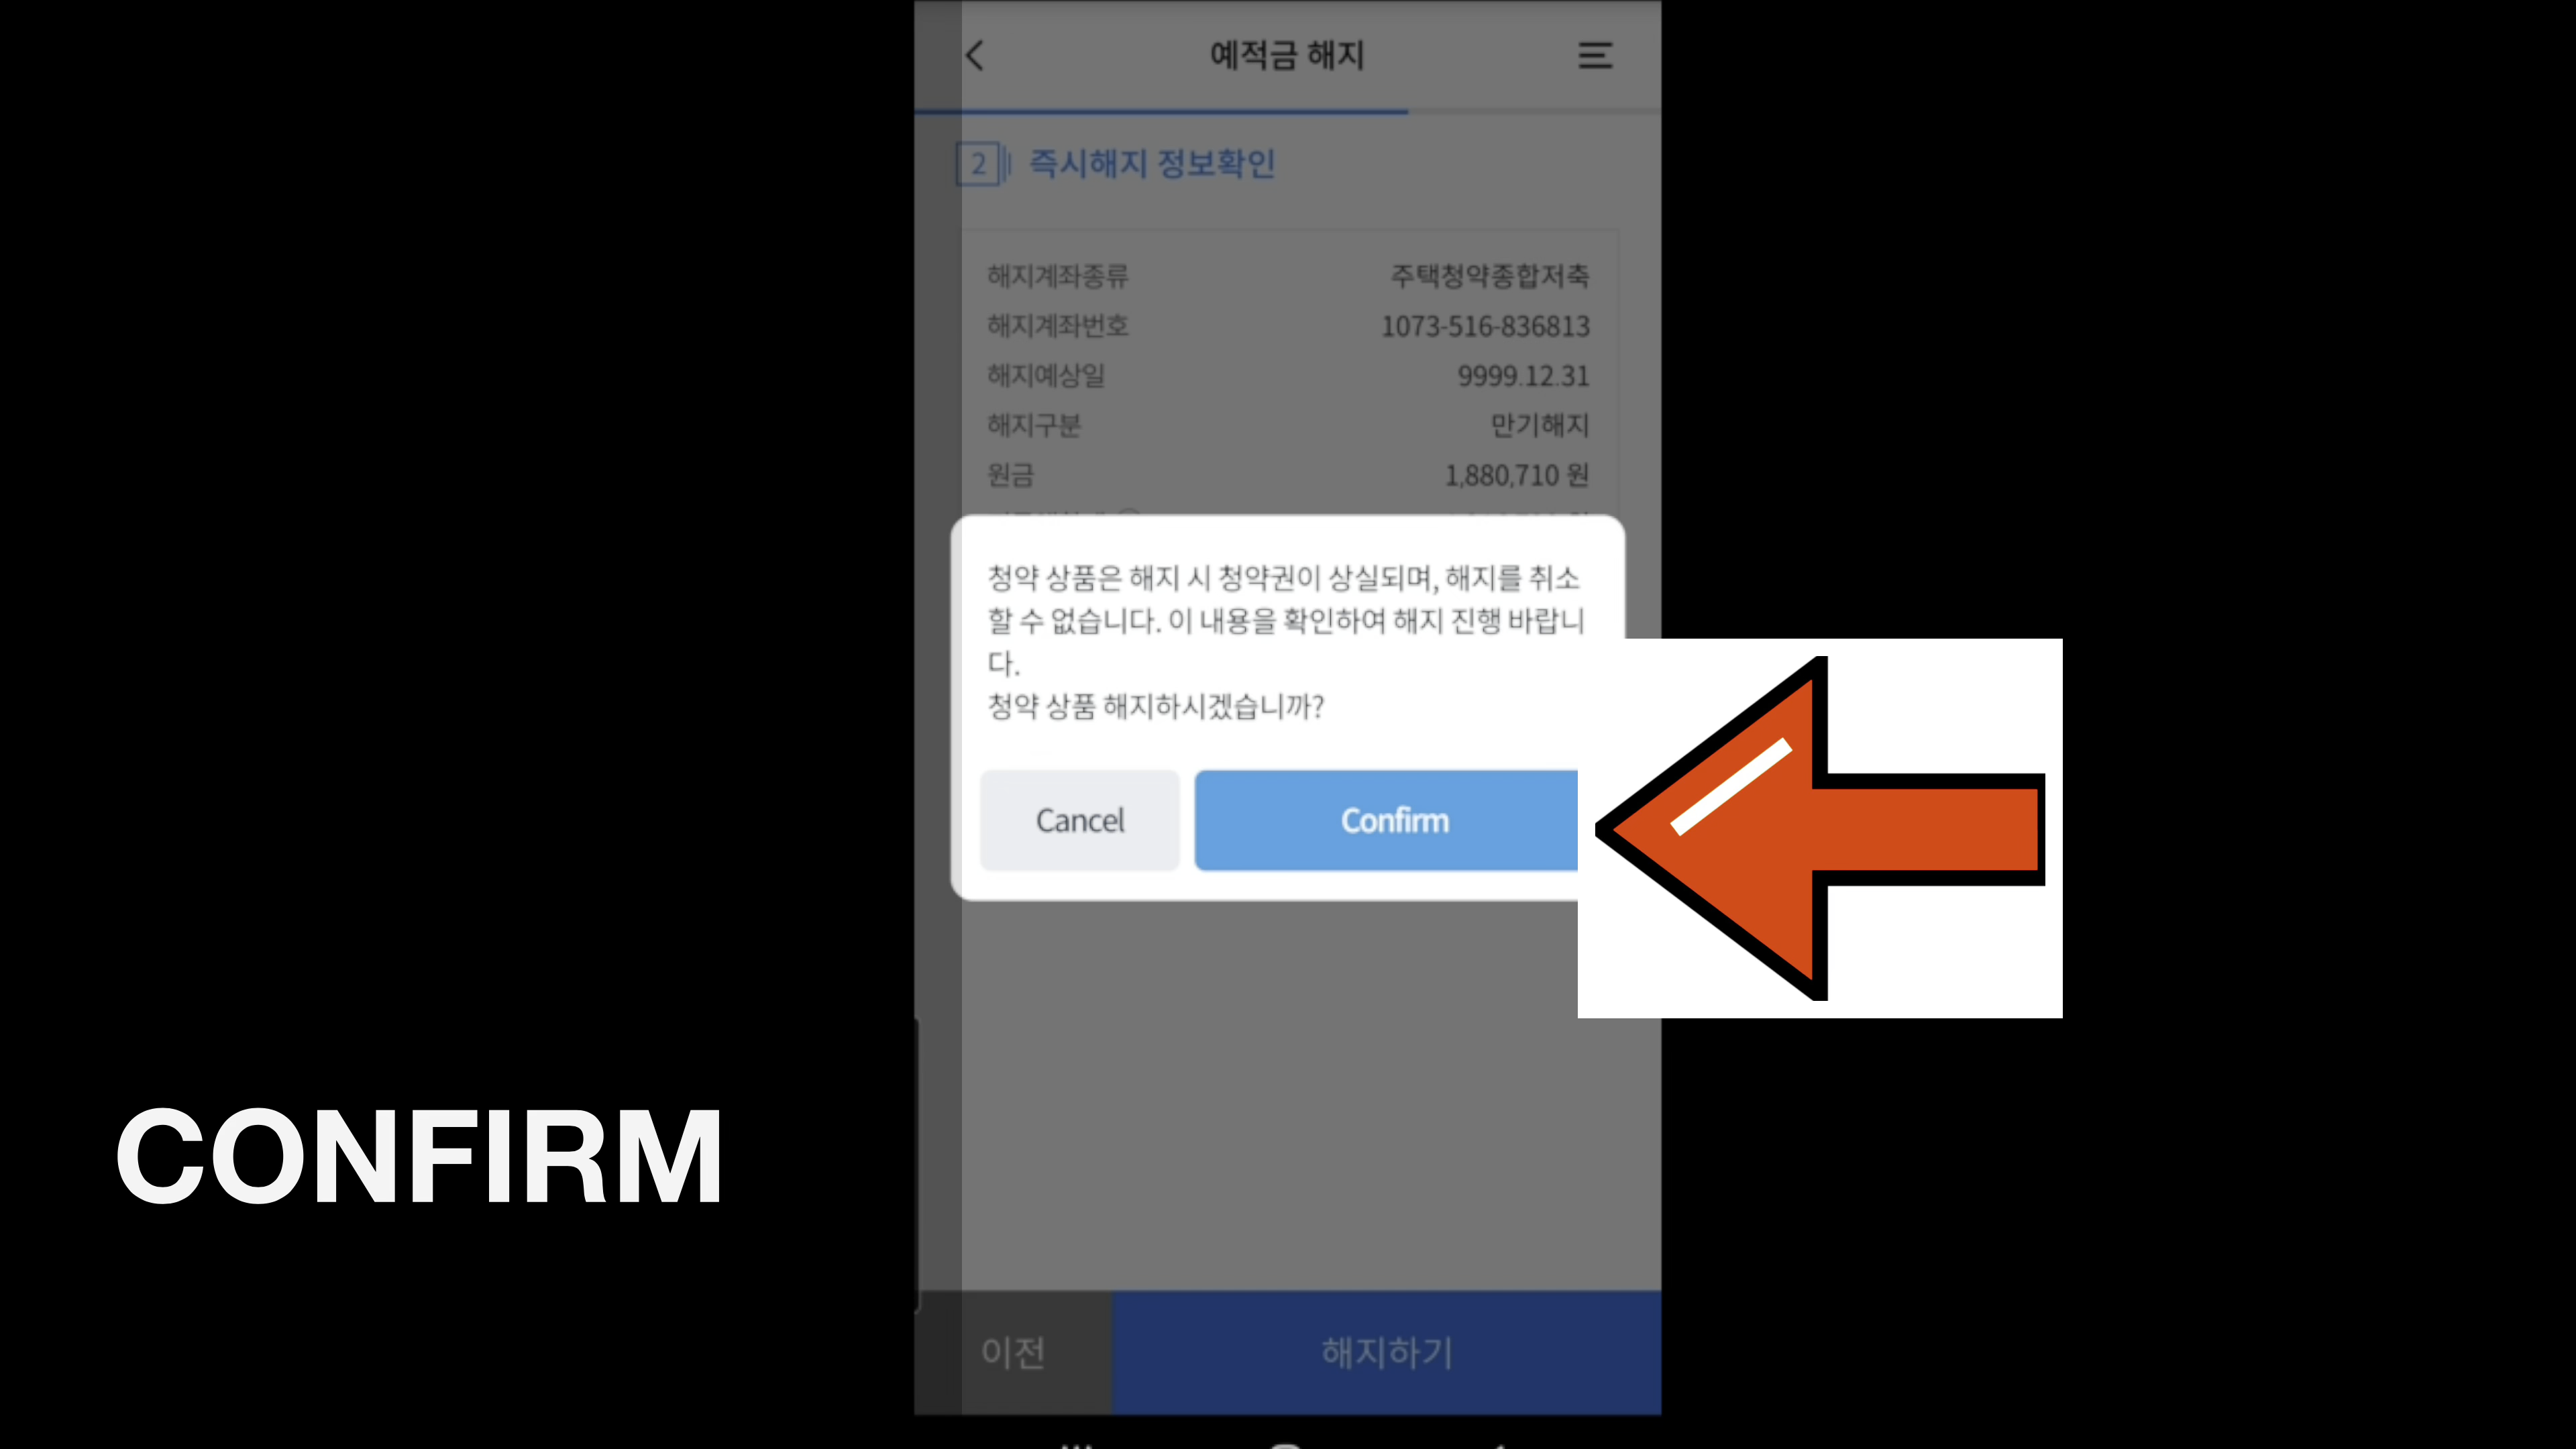 예적금 해지
2 즉시해지 정보확인
해지계좌종류 주택청약종합저축
해지계좌번호 1073-516-836813
해지예상일 9999.12.31
해지구분 만기해지
원금 1,880,710 원
청약 상품은 해지 시 청약권이 상실되며, 해지를 취소
할 수 없습니다. 이 내용을 확인하여 해지 진행 바랍니
다.
청약 상품 해지하시겠습니까?
Cancel Confirm
CONFIRM
이전 해지하기